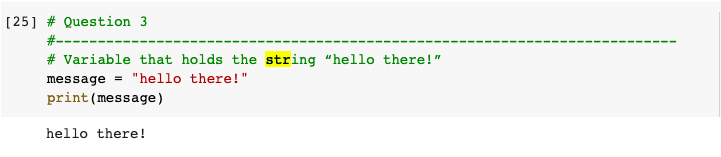 [25] # Question 3
#--------------------------------------------------------------------------
# Variable that holds the string “hello there!”
message = "hello there!"
print(message)
hello there!